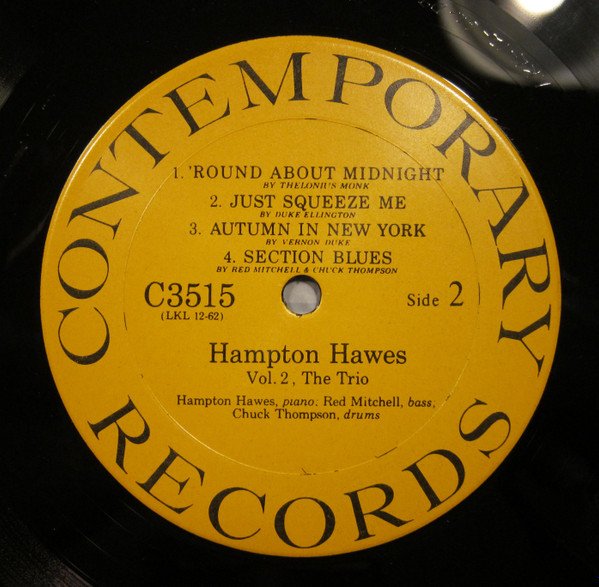 CONTEMPORARY
1. 'ROUND ABOUT MIDNIGHT
BY THELONIUS MONK
2. JUST SQUEEZE ME
BY DUKE ELLINGTON
3. AUTUMN IN NEW YORK
BY VERNON DUKE
4. SECTION BLUES
BY RED MITCHELL & CHUCK THOMPSON
C3515 Side 2
(LKL 12-62)
Hampton Hawes
Vol. 2, The Trio
Hampton Hawes, piano; Red Mitchell, bass,
Chuck Thompson, drums
RECORDS